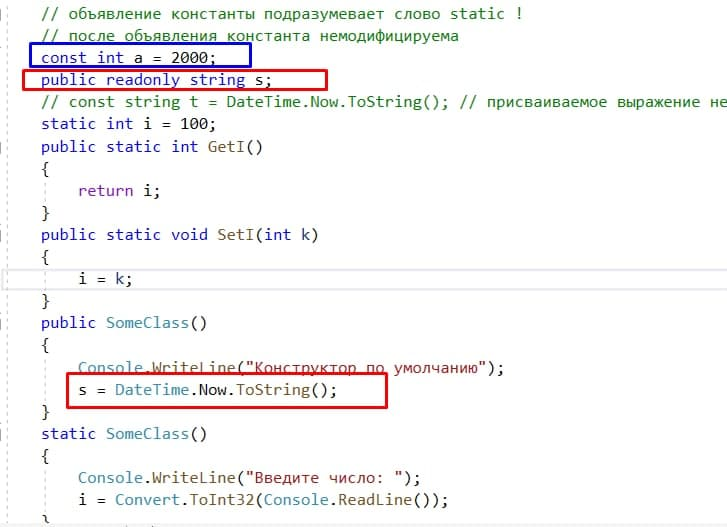 // объявление константы подразумевает слово static !
// после объявления константа немодифицируема
const int a = 2000;
public readonly string s;
// const string t = DateTime.Now.ToString(); // присваиваемое выражение не
static int i = 100;
public static int GetI()
{
return i;
}
public static void SetI(int k)
{
i = k;
}
public SomeClass()
{
Console.WriteLine("Конструктор по умолчанию");
s = DateTime.Now.ToString();
}
static SomeClass()
{
Console.WriteLine("Введите число: ");
i = Convert.ToInt32(Console.ReadLine());
}